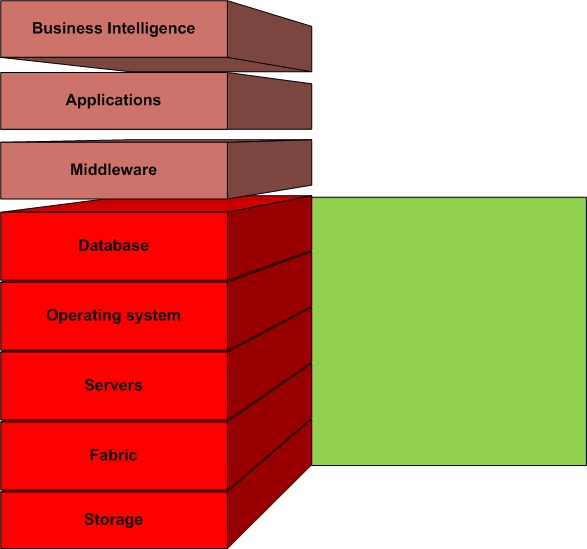 Business Intelligence
Applications
Middleware
Database
Operating system
Servers
Fabric
Storage